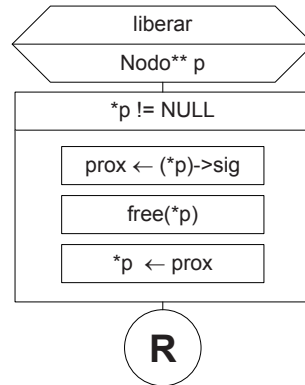 liberar
Nodo** p
*p != NULL
prox ← (*p)->sig
free(*p)
*p ← prox
R